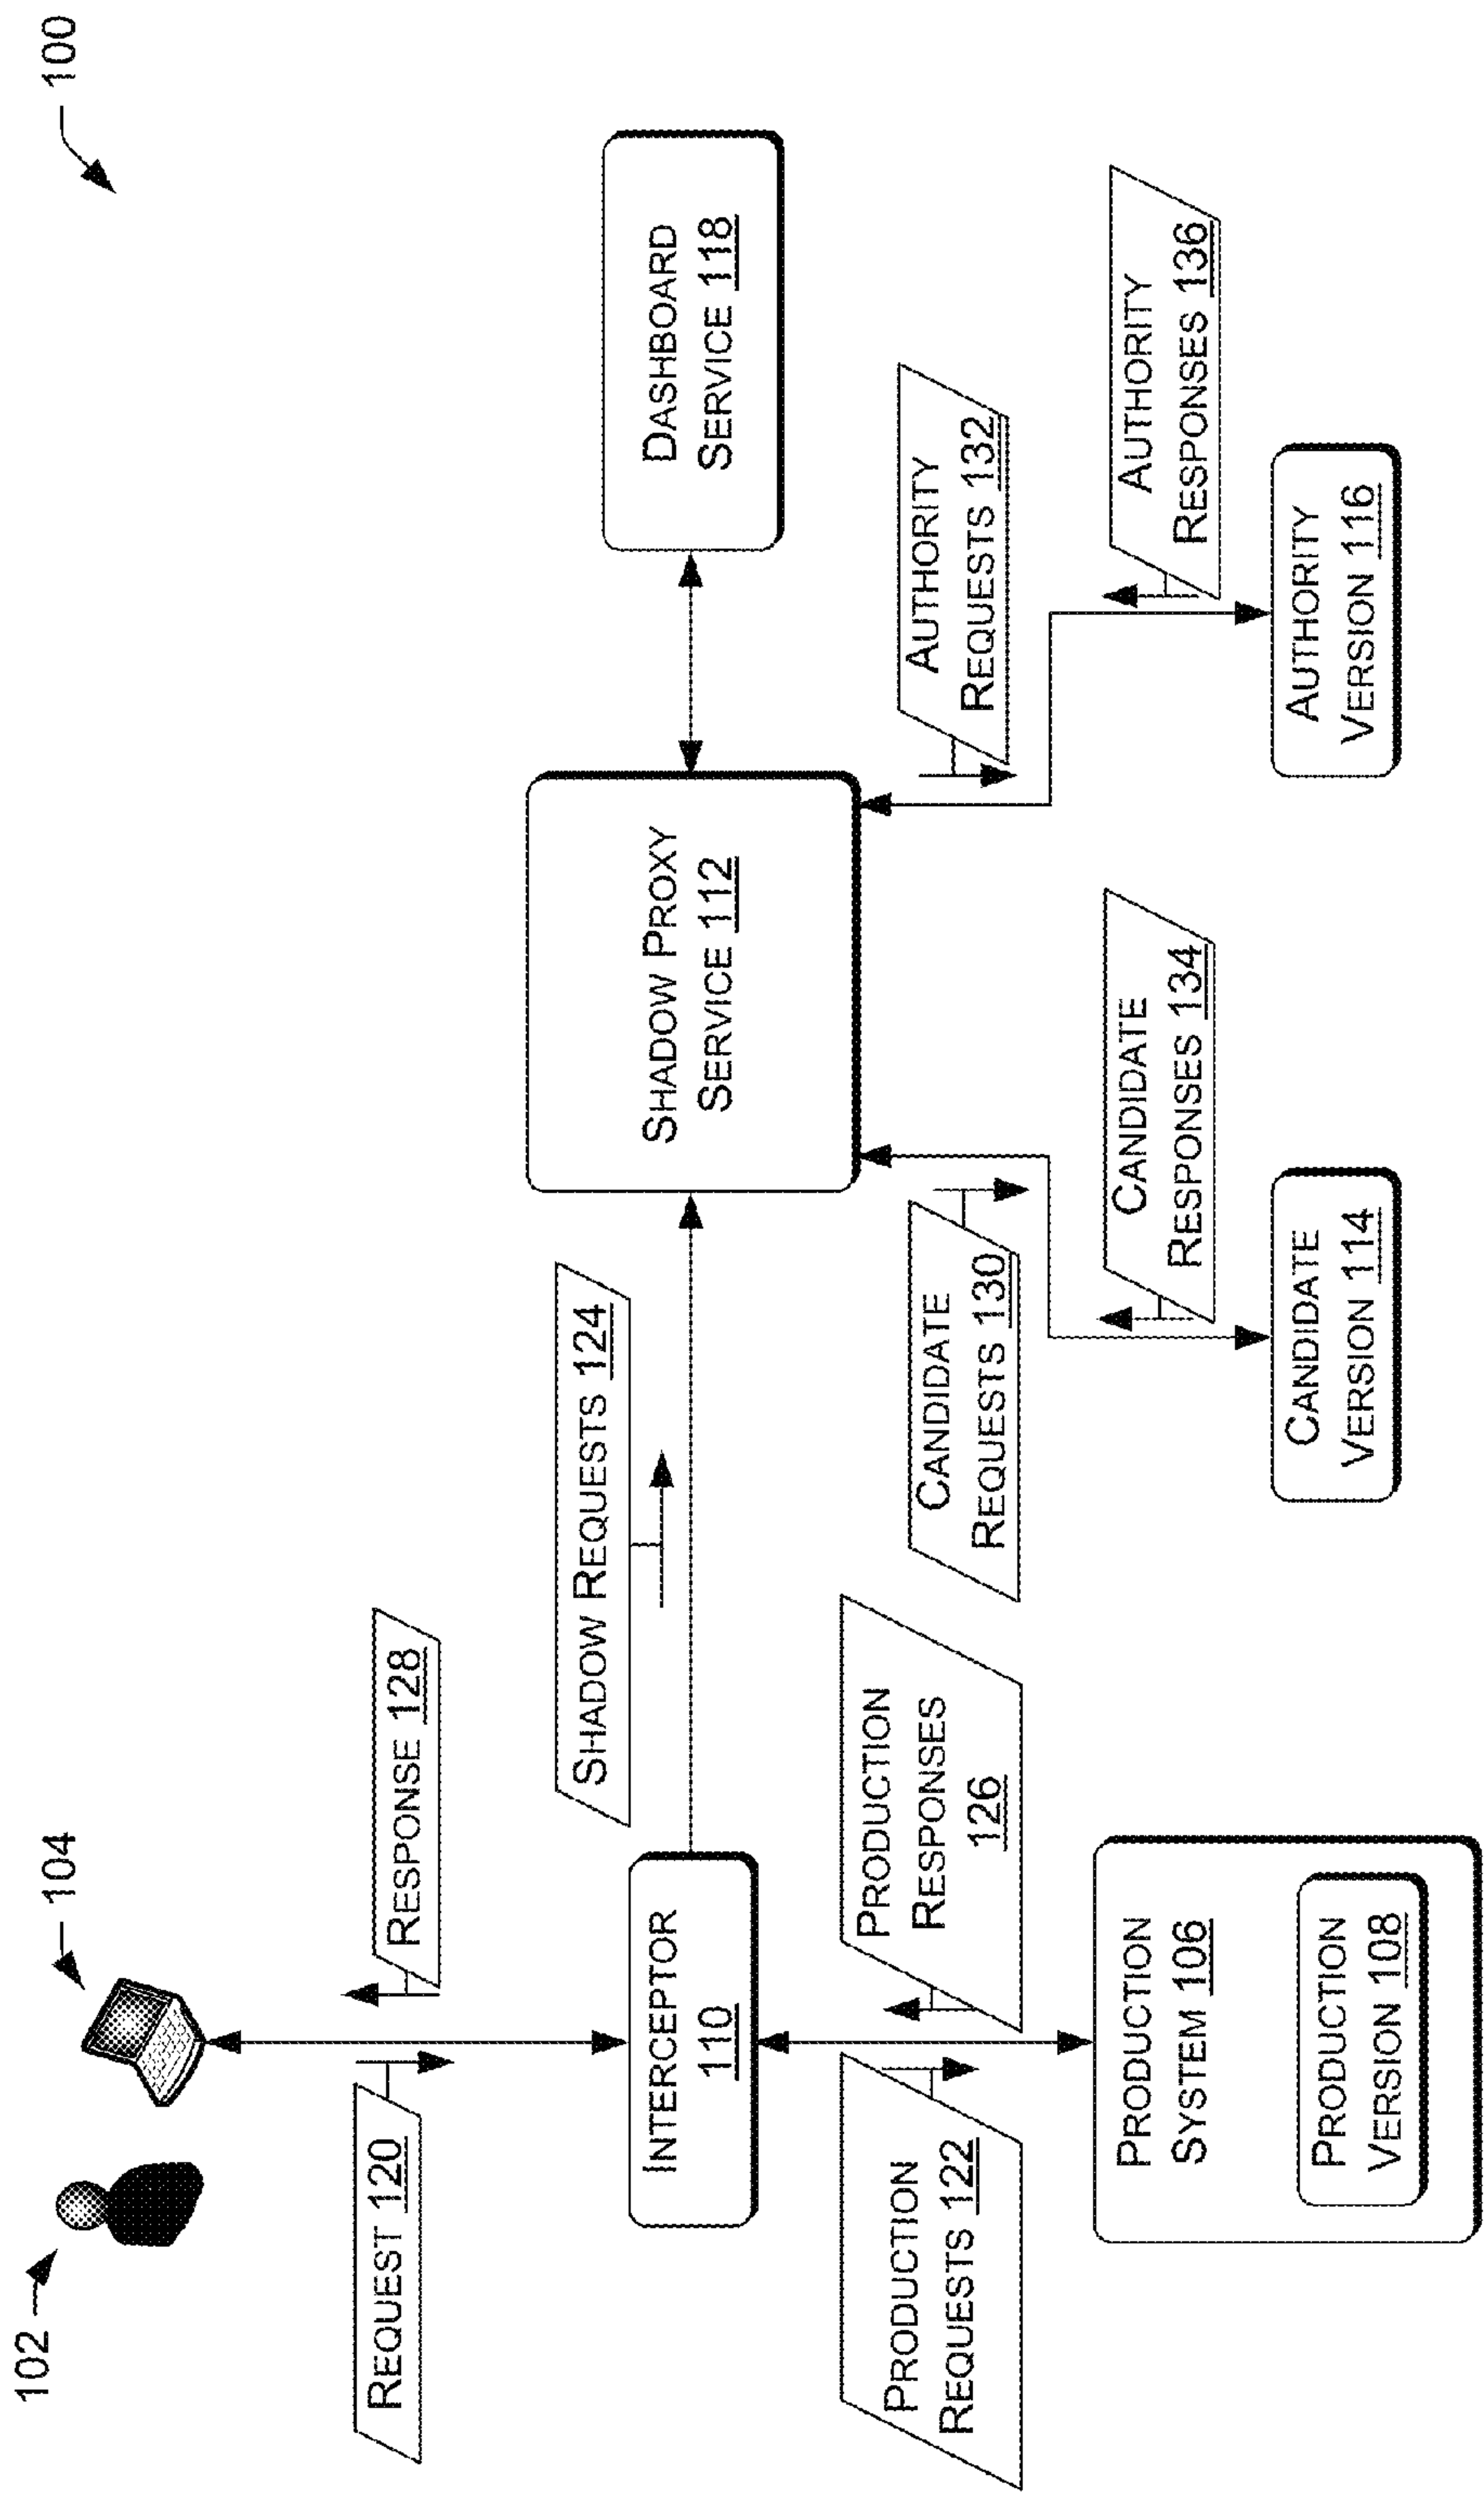 100
102
104
REQUEST 120
RESPONSE 128
INTERCEPTOR
110
SHADOW REQUESTS 124
SHADOW PROXY
SERVICE 112
DASHBOARD
SERVICE 118
PRODUCTION
REQUESTS 122
PRODUCTION
RESPONSES
126
CANDIDATE
REQUESTS 130
AUTHORITY
REQUESTS 132
CANDIDATE
RESPONSES 134
AUTHORITY
RESPONSES 136
PRODUCTION
SYSTEM 106
PRODUCTION
VERSION 108
CANDIDATE
VERSION 114
AUTHORITY
VERSION 116